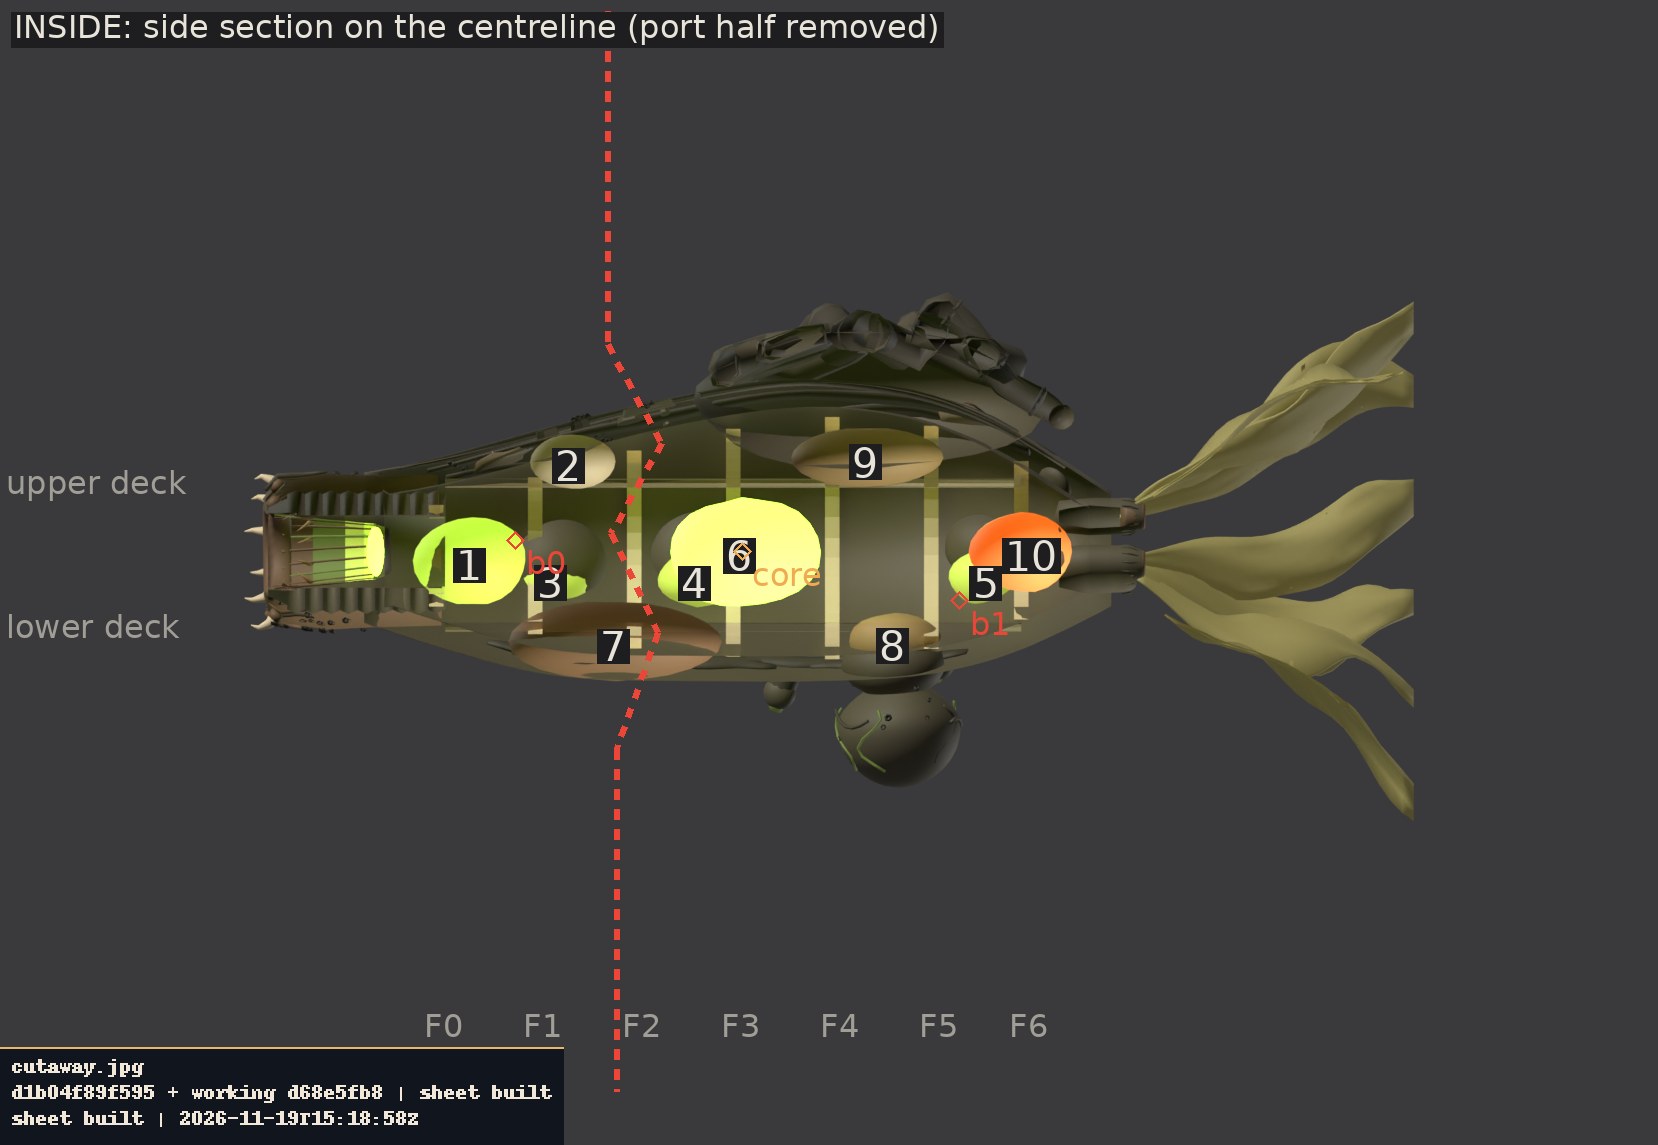 INSIDE: side section on the centreline (port half removed)
9
2
upper deck
6
10
1
b0
core
3
4
5
b1
lower deck
7
8
F0 F1 F2 F3 F4 F5 F6
cutaway.jpg
d1b04f89f595 + working d68e5fb8 | sheet built
sheet built | 2026-11-19T15:18:58Z